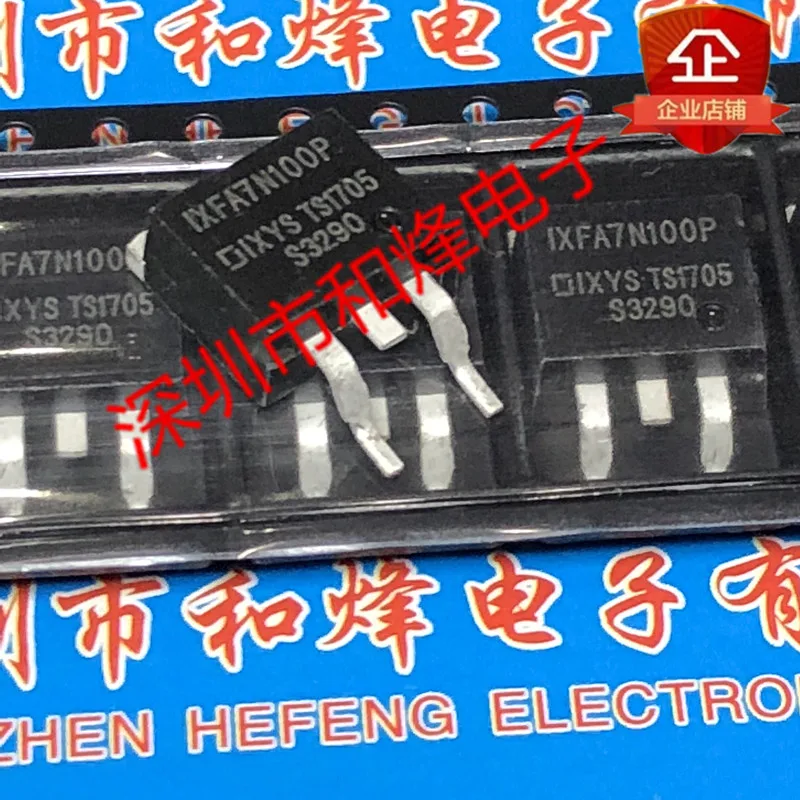 圳市和烽电子有限
企
企业店铺
IXFA7N100P
IXYS TS1705
S3290
FA7N100
IXYS TS1705
S3290
IXFA7N100P
IXYS TS1705
S3290
深圳市和烽电子
圳市和烽电子有
ZHEN HEFENG ELECTRO